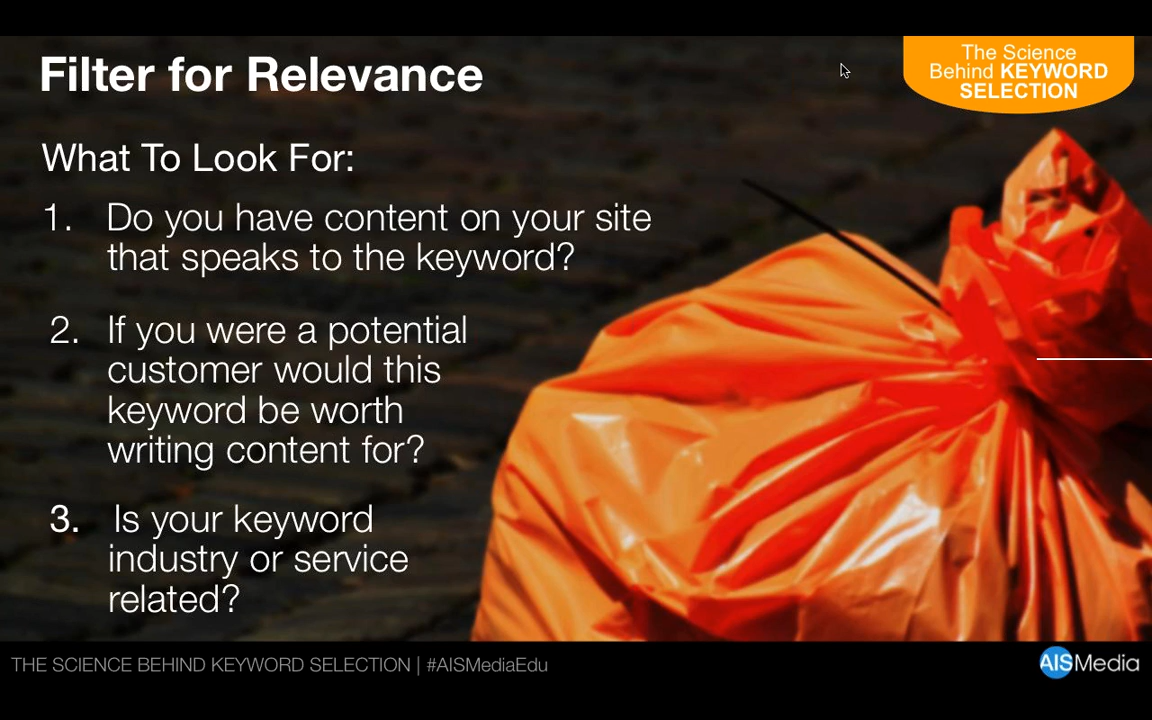 Filter for Relevance
The Science
Behind KEYWORD
SELECTION
What To Look For:
1. Do you have content on your site
that speaks to the keyword?
2. If you were a potential
customer would this
keyword be worth
writing content for?
3. Is your keyword
industry or service
related?
THE SCIENCE BEHIND KEYWORD SELECTION | #AISMediaEdu
AISMedia